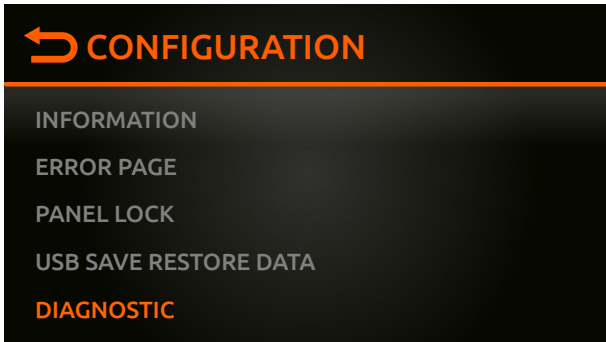 CONFIGURATION
INFORMATION
ERROR PAGE
PANEL LOCK
USB SAVE RESTORE DATA
DIAGNOSTIC